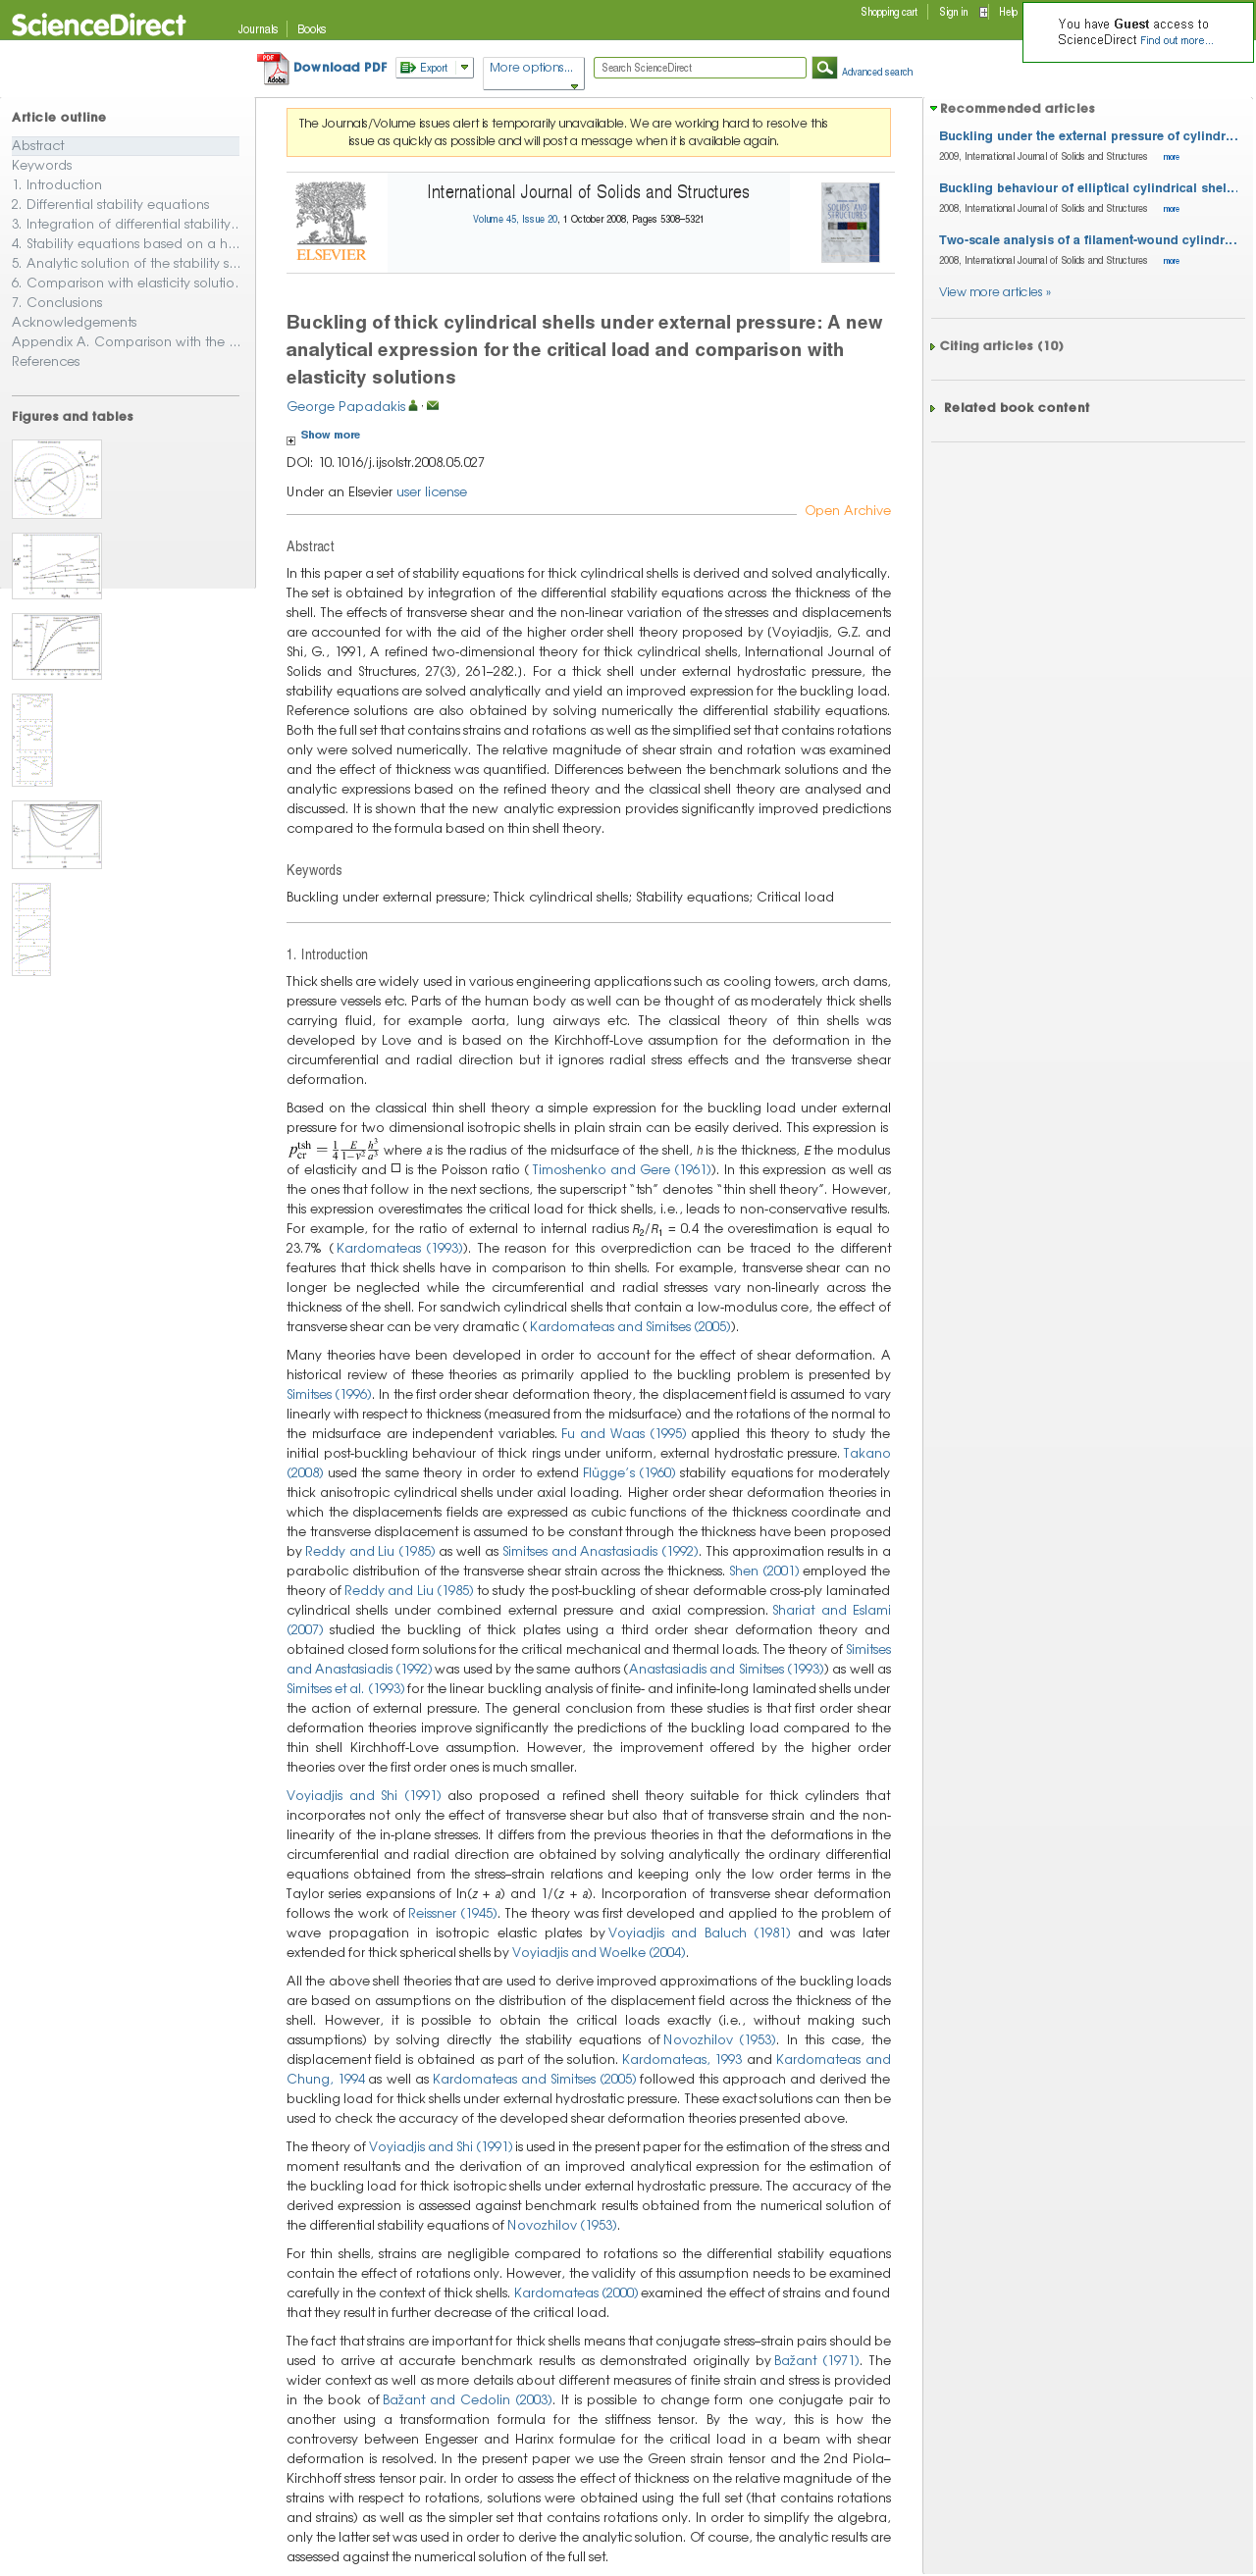 ScienceDirect
Journals
Books
Shopping cart
Sign in
Help
You have Guest access to
ScienceDirect Find out more...
Download PDF
Export
More options...
Search ScienceDirect
Advanced search
Article outline
Abstract
Keywords
1. Introduction
2. Differential stability equations
3. Integration of differential stability...
4. Stability equations based on a h...
5. Analytic solution of the stability s...
6. Comparison with elasticity solutio.
7. Conclusions
Acknowledgements
Appendix A. Comparison with the ...
References
Figures and tables
The Journals/Volume issues alert is temporarily unavailable. We are working hard to resolve this
issue as quickly as possible and will post a message when it is available again.
ELSEVIER
International Journal of Solids and Structures
Volume 45, Issue 20, 1 October 2008, Pages 5308–5321
SOLIDS AND
STRUCTURES
Buckling of thick cylindrical shells under external pressure: A new
analytical expression for the critical load and comparison with
elasticity solutions
George Papadakis
Show more
DOI: 10.1016/j.ijsolstr.2008.05.027
Under an Elsevier user license
Open Archive
Abstract
In this paper a set of stability equations for thick cylindrical shells is derived and solved analytically.
The set is obtained by integration of the differential stability equations across the thickness of the
shell. The effects of transverse shear and the non-linear variation of the stresses and displacements
are accounted for with the aid of the higher order shell theory proposed by [Voyiadjis, G.Z. and
Shi, G., 1991, A refined two-dimensional theory for thick cylindrical shells, International Journal of
Solids and Structures, 27(3), 261–282.]. For a thick shell under external hydrostatic pressure, the
stability equations are solved analytically and yield an improved expression for the buckling load.
Reference solutions are also obtained by solving numerically the differential stability equations.
Both the full set that contains strains and rotations as well as the simplified set that contains rotations
only were solved numerically. The relative magnitude of shear strain and rotation was examined
and the effect of thickness was quantified. Differences between the benchmark solutions and the
analytic expressions based on the refined theory and the classical shell theory are analysed and
discussed. It is shown that the new analytic expression provides significantly improved predictions
compared to the formula based on thin shell theory.
Keywords
Buckling under external pressure; Thick cylindrical shells; Stability equations; Critical load
1. Introduction
Thick shells are widely used in various engineering applications such as cooling towers, arch dams,
pressure vessels etc. Parts of the human body as well can be thought of as moderately thick shells
carrying fluid, for example aorta, lung airways etc. The classical theory of thin shells was
developed by Love and is based on the Kirchhoff-Love assumption for the deformation in the
circumferential and radial direction but it ignores radial stress effects and the transverse shear
deformation.
Based on the classical thin shell theory a simple expression for the buckling load under external
pressure for two dimensional isotropic shells in plain strain can be easily derived. This expression is
p_cr^tsh = 1/4 E/(1−ν²) h³/a³ where a is the radius of the midsurface of the shell, h is the thickness, E the modulus
of elasticity and □ is the Poisson ratio ( Timoshenko and Gere (1961)). In this expression as well as
the ones that follow in the next sections, the superscript "tsh" denotes "thin shell theory". However,
this expression overestimates the critical load for thick shells, i.e., leads to non-conservative results.
For example, for the ratio of external to internal radius R2/R1 = 0.4 the overestimation is equal to
23.7% ( Kardomateas (1993)). The reason for this overprediction can be traced to the different
features that thick shells have in comparison to thin shells. For example, transverse shear can no
longer be neglected while the circumferential and radial stresses vary non-linearly across the
thickness of the shell. For sandwich cylindrical shells that contain a low-modulus core, the effect of
transverse shear can be very dramatic ( Kardomateas and Simitses (2005)).
Many theories have been developed in order to account for the effect of shear deformation. A
historical review of these theories as primarily applied to the buckling problem is presented by
Simitses (1996). In the first order shear deformation theory, the displacement field is assumed to vary
linearly with respect to thickness (measured from the midsurface) and the rotations of the normal to
the midsurface are independent variables. Fu and Waas (1995) applied this theory to study the
initial post-buckling behaviour of thick rings under uniform, external hydrostatic pressure. Takano
(2008) used the same theory in order to extend Flügge's (1960) stability equations for moderately
thick anisotropic cylindrical shells under axial loading. Higher order shear deformation theories in
which the displacements fields are expressed as cubic functions of the thickness coordinate and
the transverse displacement is assumed to be constant through the thickness have been proposed
by Reddy and Liu (1985) as well as Simitses and Anastasiadis (1992). This approximation results in a
parabolic distribution of the transverse shear strain across the thickness. Shen (2001) employed the
theory of Reddy and Liu (1985) to study the post-buckling of shear deformable cross-ply laminated
cylindrical shells under combined external pressure and axial compression. Shariat and Eslami
(2007) studied the buckling of thick plates using a third order shear deformation theory and
obtained closed form solutions for the critical mechanical and thermal loads. The theory of Simitses
and Anastasiadis (1992) was used by the same authors (Anastasiadis and Simitses (1993)) as well as
Simitses et al. (1993) for the linear buckling analysis of finite- and infinite-long laminated shells under
the action of external pressure. The general conclusion from these studies is that first order shear
deformation theories improve significantly the predictions of the buckling load compared to the
thin shell Kirchhoff-Love assumption. However, the improvement offered by the higher order
theories over the first order ones is much smaller.
Voyiadjis and Shi (1991) also proposed a refined shell theory suitable for thick cylinders that
incorporates not only the effect of transverse shear but also that of transverse strain and the non-
linearity of the in-plane stresses. It differs from the previous theories in that the deformations in the
circumferential and radial direction are obtained by solving analytically the ordinary differential
equations obtained from the stress–strain relations and keeping only the low order terms in the
Taylor series expansions of ln(z + a) and 1/(z + a). Incorporation of transverse shear deformation
follows the work of Reissner (1945). The theory was first developed and applied to the problem of
wave propagation in isotropic elastic plates by Voyiadjis and Baluch (1981) and was later
extended for thick spherical shells by Voyiadjis and Woelke (2004).
All the above shell theories that are used to derive improved approximations of the buckling loads
are based on assumptions on the distribution of the displacement field across the thickness of the
shell. However, it is possible to obtain the critical loads exactly (i.e., without making such
assumptions) by solving directly the stability equations of Novozhilov (1953). In this case, the
displacement field is obtained as part of the solution. Kardomateas, 1993 and Kardomateas and
Chung, 1994 as well as Kardomateas and Simitses (2005) followed this approach and derived the
buckling load for thick shells under external hydrostatic pressure. These exact solutions can then be
used to check the accuracy of the developed shear deformation theories presented above.
The theory of Voyiadjis and Shi (1991) is used in the present paper for the estimation of the stress and
moment resultants and the derivation of an improved analytical expression for the estimation of
the buckling load for thick isotropic shells under external hydrostatic pressure. The accuracy of the
derived expression is assessed against benchmark results obtained from the numerical solution of
the differential stability equations of Novozhilov (1953).
For thin shells, strains are negligible compared to rotations so the differential stability equations
contain the effect of rotations only. However, the validity of this assumption needs to be examined
carefully in the context of thick shells. Kardomateas (2000) examined the effect of strains and found
that they result in further decrease of the critical load.
The fact that strains are important for thick shells means that conjugate stress–strain pairs should be
used to arrive at accurate benchmark results as demonstrated originally by Bažant (1971). The
wider context as well as more details about different measures of finite strain and stress is provided
in the book of Bažant and Cedolin (2003). It is possible to change form one conjugate pair to
another using a transformation formula for the stiffness tensor. By the way, this is how the
controversy between Engesser and Harinx formulae for the critical load in a beam with shear
deformation is resolved. In the present paper we use the Green strain tensor and the 2nd Piola–
Kirchhoff stress tensor pair. In order to assess the effect of thickness on the relative magnitude of the
strains with respect to rotations, solutions were obtained using the full set (that contains rotations
and strains) as well as the simpler set that contains rotations only. In order to simplify the algebra,
only the latter set was used in order to derive the analytic solution. Of course, the analytic results are
assessed against the numerical solution of the full set.
Recommended articles
Buckling under the external pressure of cylindr...
2009, International Journal of Solids and Structures more
Buckling behaviour of elliptical cylindrical shel...
2008, International Journal of Solids and Structures more
Two-scale analysis of a filament-wound cylindr...
2008, International Journal of Solids and Structures more
View more articles »
Citing articles (10)
Related book content